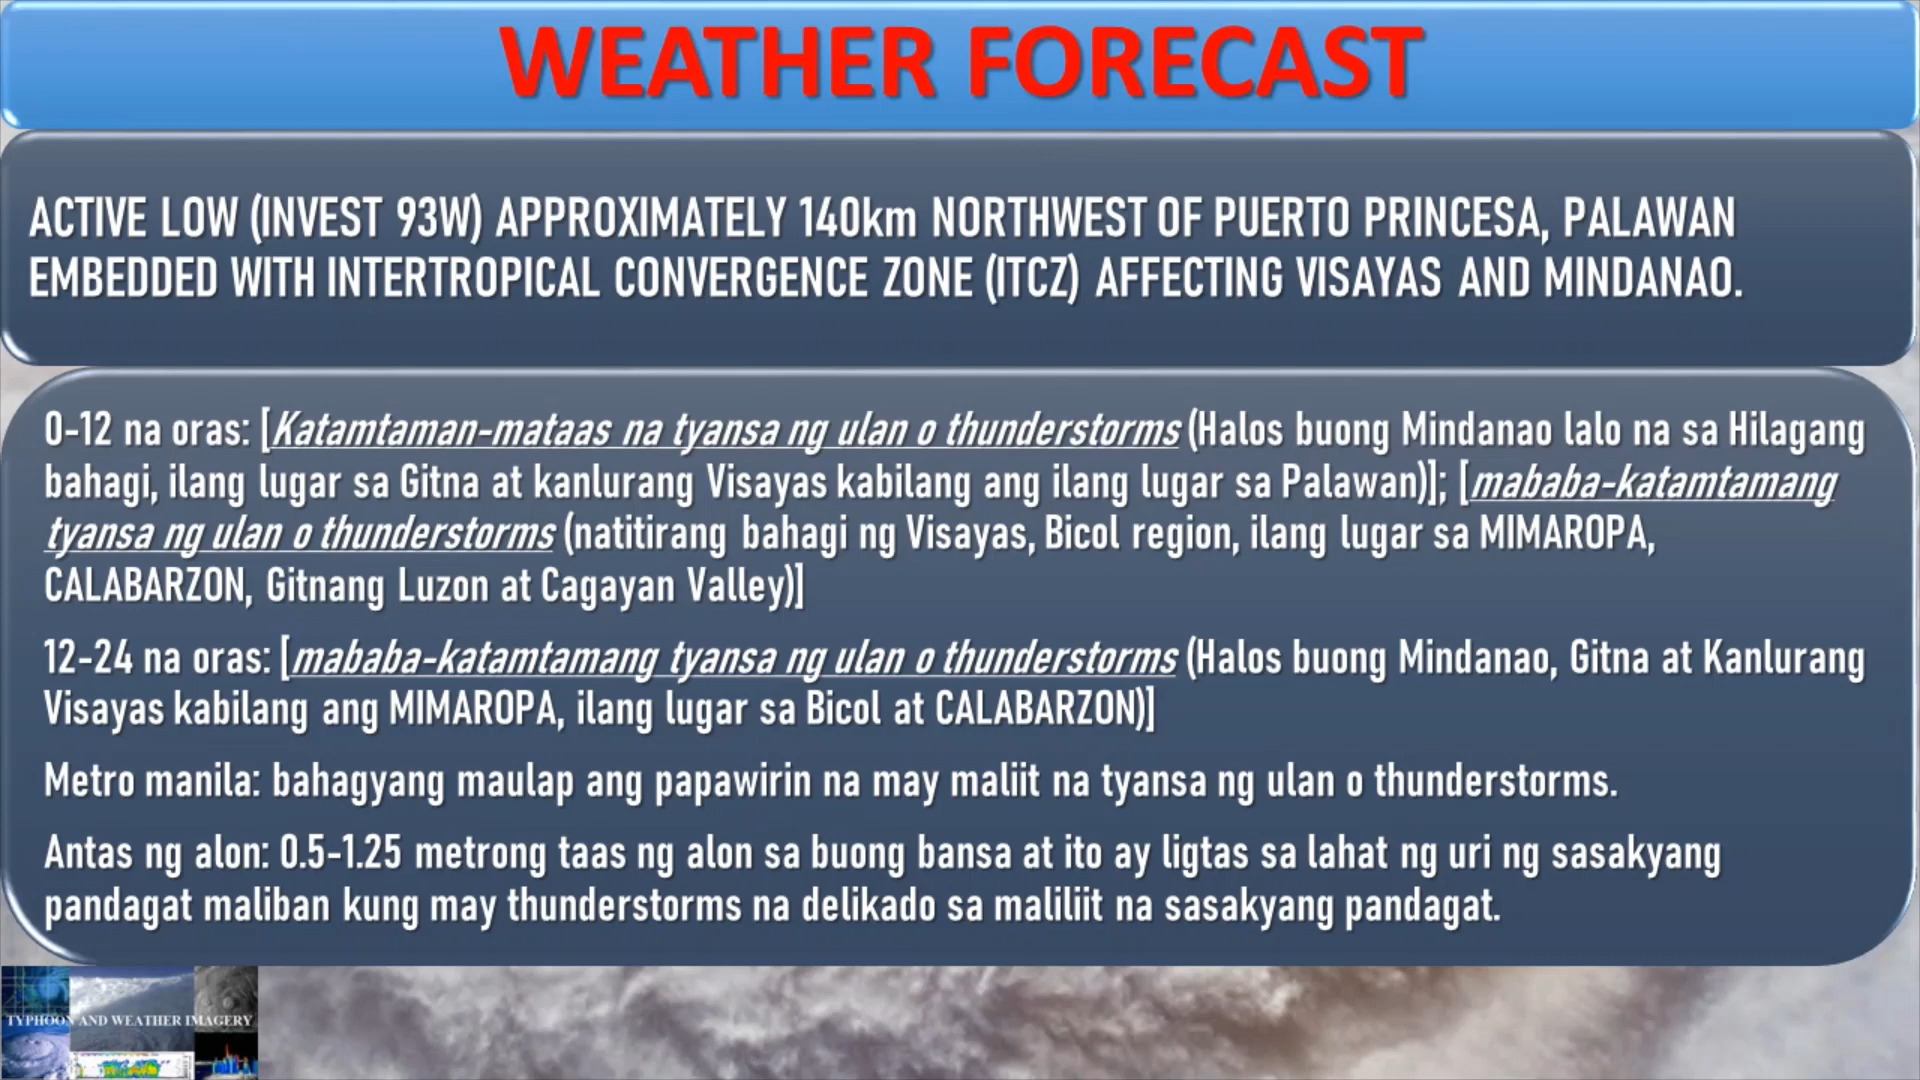 WEATHER FORECAST
ACTIVE LOW (INVEST 93W) APPROXIMATELY 140km NORTHWEST OF PUERTO PRINCESA, PALAWAN
EMBEDDED WITH INTERTROPICAL CONVERGENCE ZONE (ITCZ) AFFECTING VISAYAS AND MINDANAO.
0-12 na oras: [Katamtaman-mataas na tyansa ng ulan o thunderstorms (Halos buong Mindanao lalo na sa Hilagang
bahagi, ilang lugar sa Gitna at kanlurang Visayas kabilang ang ilang lugar sa Palawan)]; [mababa-katamtamang
tyansa ng ulan o thunderstorms (natitirang bahagi ng Visayas, Bicol region, ilang lugar sa MIMAROPA,
CALABARZON, Gitnang Luzon at Cagayan Valley)]
12-24 na oras: [mababa-katamtamang tyansa ng ulan o thunderstorms (Halos buong Mindanao, Gitna at Kanlurang
Visayas kabilang ang MIMAROPA, ilang lugar sa Bicol at CALABARZON)]
Metro manila: bahagyang maulap ang papawirin na may maliit na tyansa ng ulan o thunderstorms.
Antas ng alon: 0.5-1.25 metrong taas ng alon sa buong bansa at ito ay ligtas sa lahat ng uri ng sasakyang
pandagat maliban kung may thunderstorms na delikado sa maliliit na sasakyang pandagat.
TYPHOON AND WEATHER IMAGERY